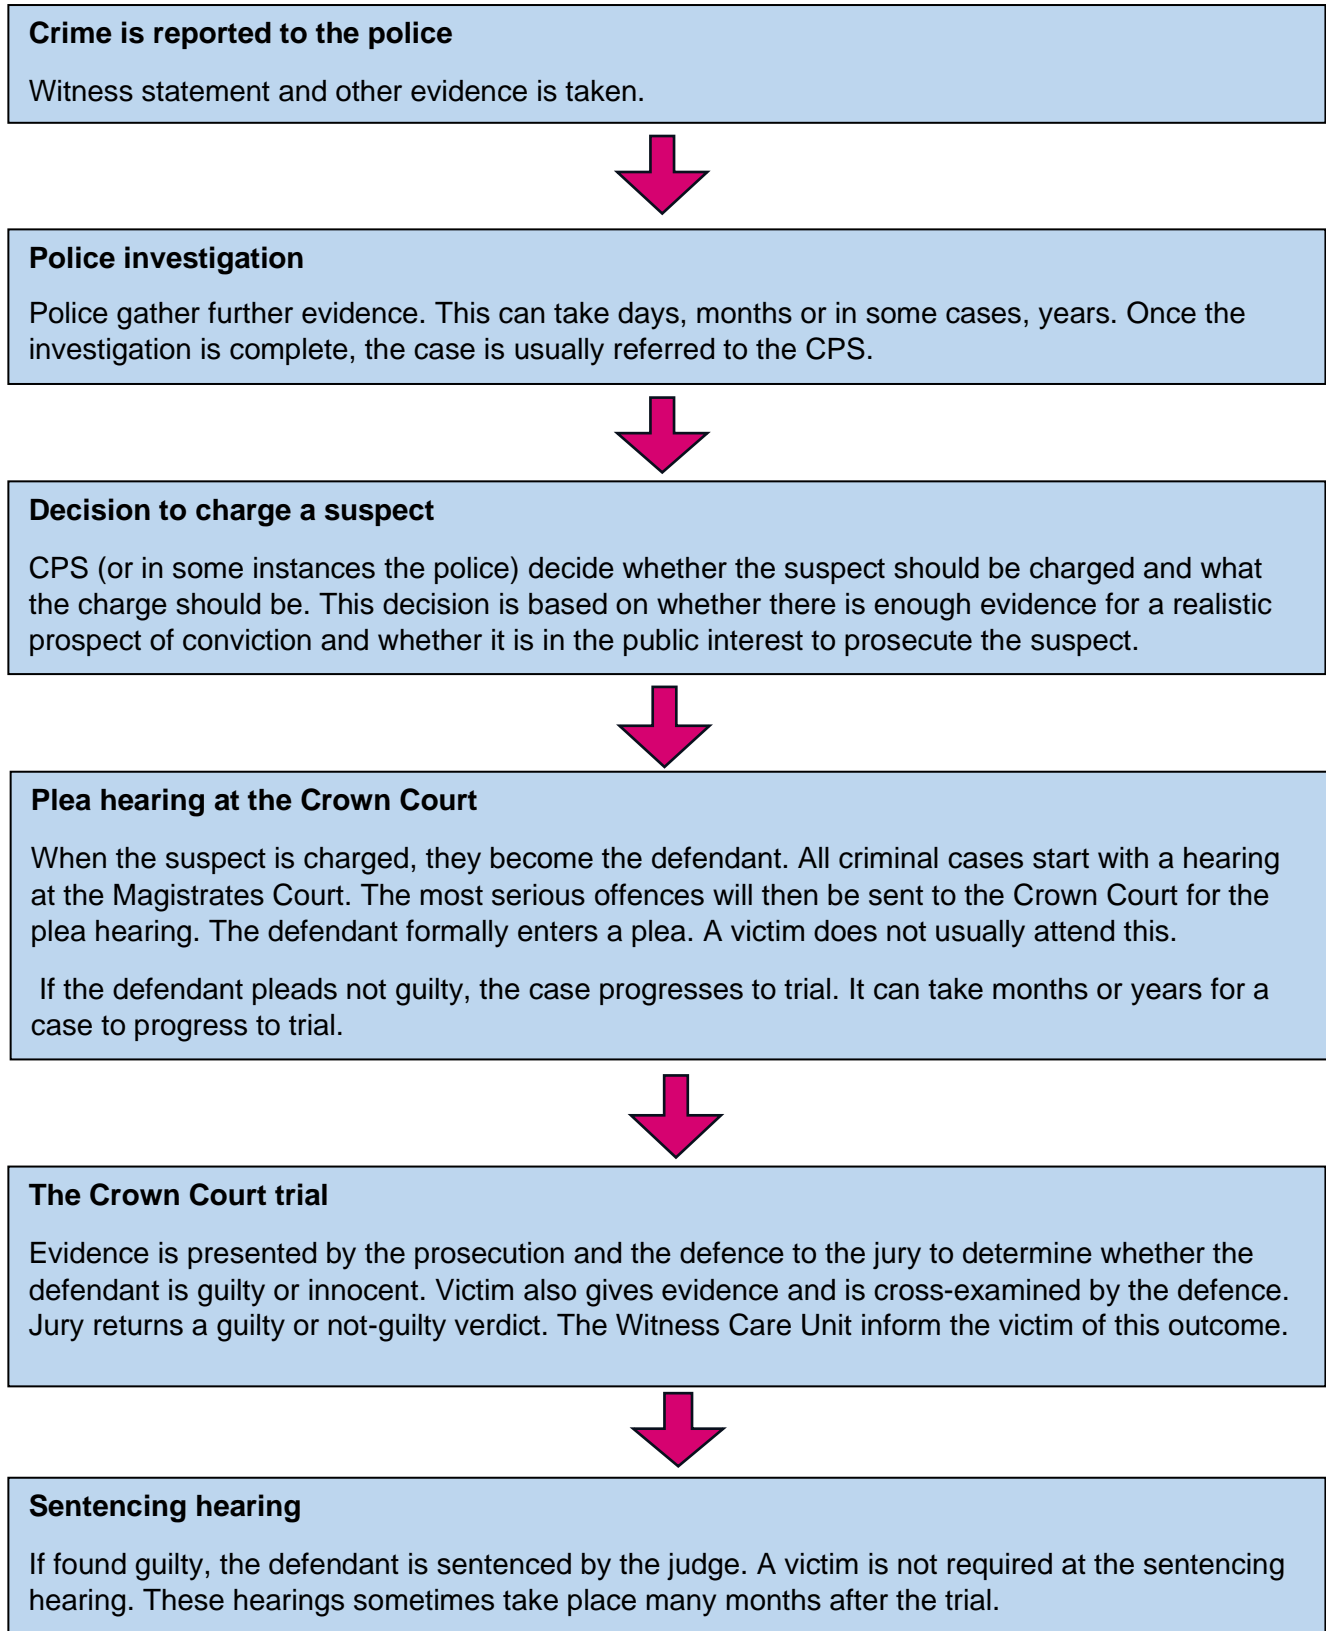 Crime is reported to the police
Witness statement and other evidence is taken.
Police investigation
Police gather further evidence. This can take days, months or in some cases, years. Once the
investigation is complete, the case is usually referred to the CPS.
Decision to charge a suspect
CPS (or in some instances the police) decide whether the suspect should be charged and what
the charge should be. This decision is based on whether there is enough evidence for a realistic
prospect of conviction and whether it is in the public interest to prosecute the suspect.
Plea hearing at the Crown Court
When the suspect is charged, they become the defendant. All criminal cases start with a hearing
at the Magistrates Court. The most serious offences will then be sent to the Crown Court for the
plea hearing. The defendant formally enters a plea. A victim does not usually attend this.
If the defendant pleads not guilty, the case progresses to trial. It can take months or years for a
case to progress to trial.
The Crown Court trial
Evidence is presented by the prosecution and the defence to the jury to determine whether the
defendant is guilty or innocent. Victim also gives evidence and is cross-examined by the defence.
Jury returns a guilty or not-guilty verdict. The Witness Care Unit inform the victim of this outcome.
Sentencing hearing
If found guilty, the defendant is sentenced by the judge. A victim is not required at the sentencing
hearing. These hearings sometimes take place many months after the trial.